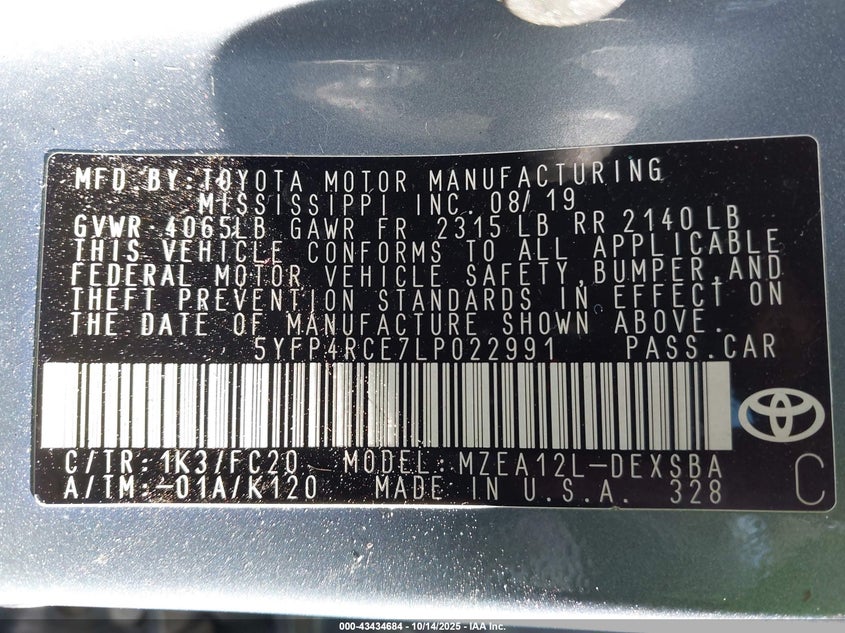 MFD.BY:TOYOTA MOTOR MANUFACTURING
MISSISSIPPI INC. 08/19
GVWR 4065LB GAWR FR 2315 LB RR 2140LB
THIS VEHICLE CONFORMS TO ALL APPLICABLE
FEDERAL MOTOR VEHICLE SAFETY,BUMPER,AND
THEFT PREVENTION STANDARDS IN EFFECT ON
THE DATE OF MANUFACTURE SHOWN ABOVE.
5YFP4RCE7LP022991 PASS.CAR
C/TR:1K3/FC20 MODEL:MZEA12L-DEXSBA
A/TM:-01A/K120 MADE IN U.S.A. 328 C
000-43434684 - 10/14/2025 - IAA Inc.